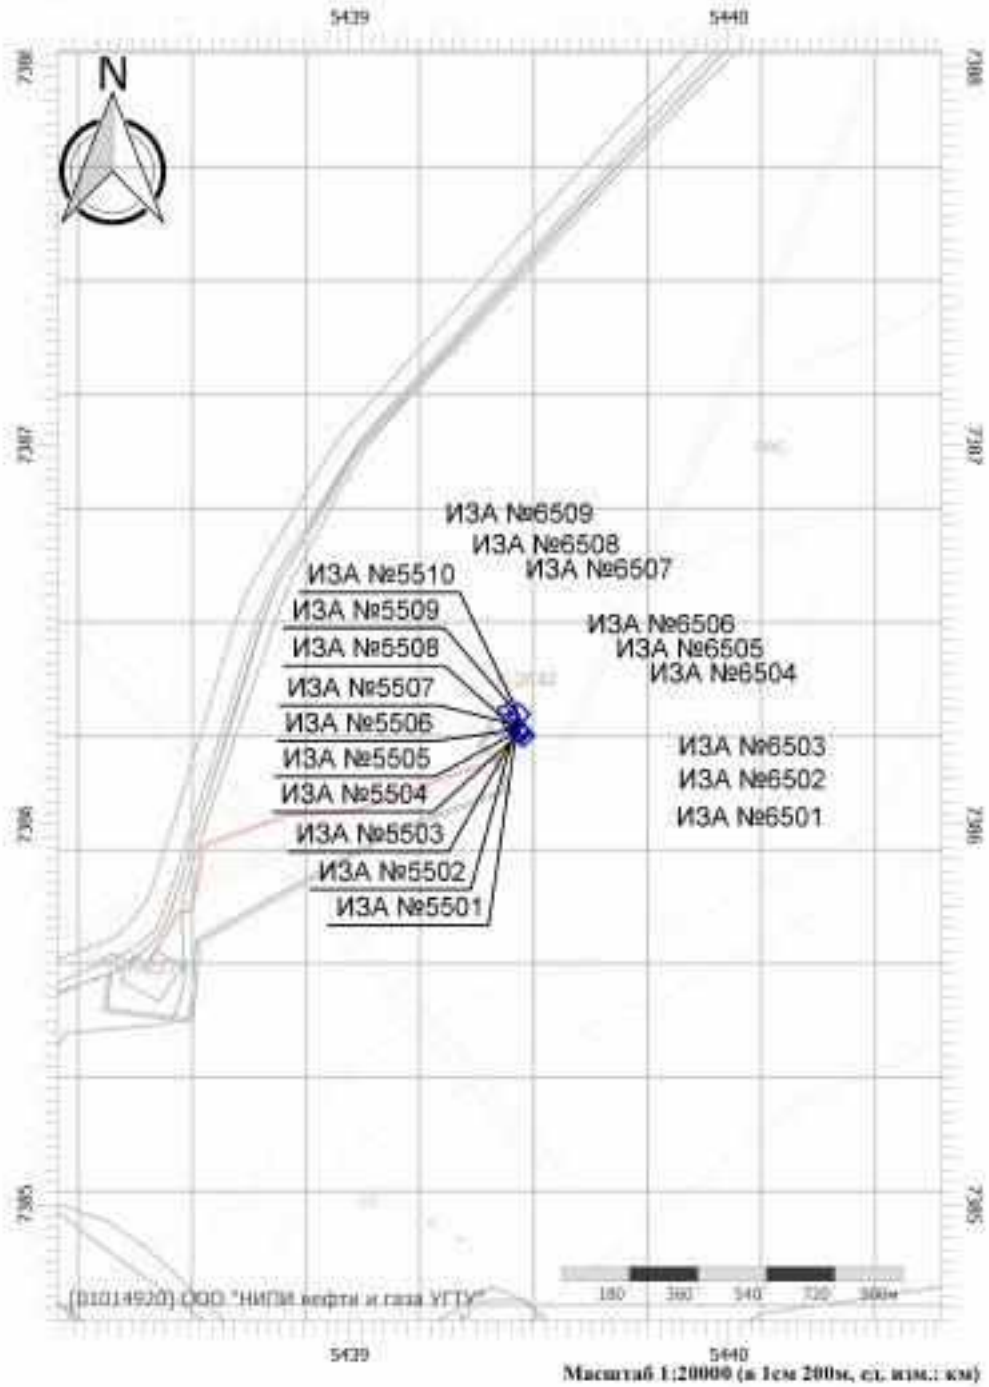 5439 5440
7388 7388
N
7387 7387
ИЗА №6509
ИЗА №6508
ИЗА №6507
ИЗА №5510
ИЗА №5509
ИЗА №5508
ИЗА №5507
ИЗА №5506
ИЗА №5505
ИЗА №5504
ИЗА №5503
ИЗА №5502
ИЗА №5501
ИЗА №6506
ИЗА №6505
ИЗА №6504
ИЗА №6503
ИЗА №6502
ИЗА №6501
7386 7386
7385 7385
(01014920) ООО "НИПИ нефти и газа УГТУ"
180 360 540 720 900м
5439 5440
Масштаб 1:20000 (в 1см 200м, ед. изм.: км)